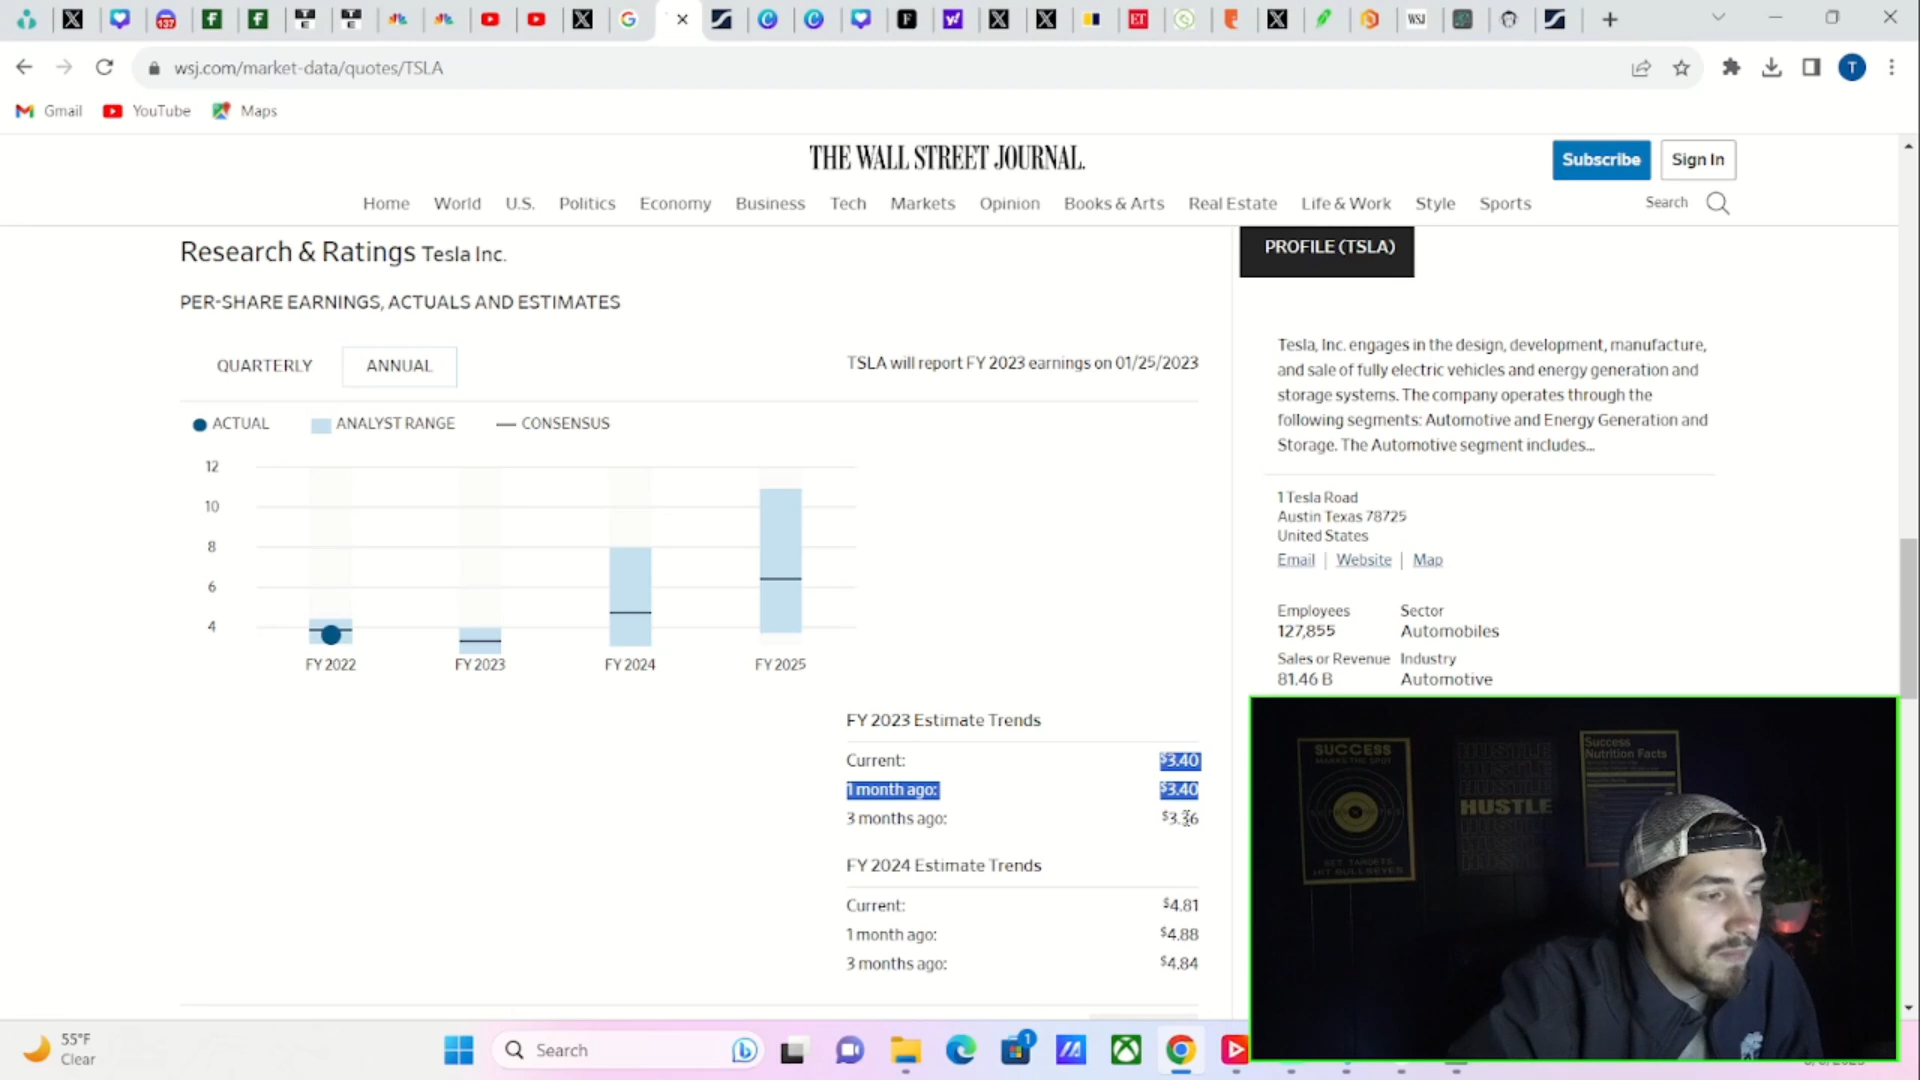 wsj.com/market-data/quotes/TSLA
T
Gmail YouTube Maps
THE WALL STREET JOURNAL.
Subscribe Sign In
Home World U.S. Politics Economy Business Tech Markets Opinion Books & Arts Real Estate Life & Work Style Sports Search
Research & Ratings Tesla Inc.
PER-SHARE EARNINGS, ACTUALS AND ESTIMATES
QUARTERLY ANNUAL
TSLA will report FY 2023 earnings on 01/25/2023
ACTUAL ANALYST RANGE CONSENSUS
12
10
8
6
4
FY 2022 FY 2023 FY 2024 FY 2025
FY 2023 Estimate Trends
Current: $3.40
1 month ago: $3.40
3 months ago:
FY 2024 Estimate Trends
Current: $4.81
1 month ago: $4.88
3 months ago: $4.84
PROFILE (TSLA)
Tesla, Inc. engages in the design, development, manufacture,
and sale of fully electric vehicles and energy generation and
storage systems. The company operates through the
following segments: Automotive and Energy Generation and
Storage. The Automotive segment includes...
1 Tesla Road
Austin Texas 78725
United States
Email | Website | Map
Employees Sector
127,855 Automobiles
Sales or Revenue Industry
81.46 B Automotive
SUCCESS
MARKS THE SPOT
SET TARGETS
HIT BULLSEYES
HUSTLE
Success
Nutrition Facts
55°F
Clear
Search
1